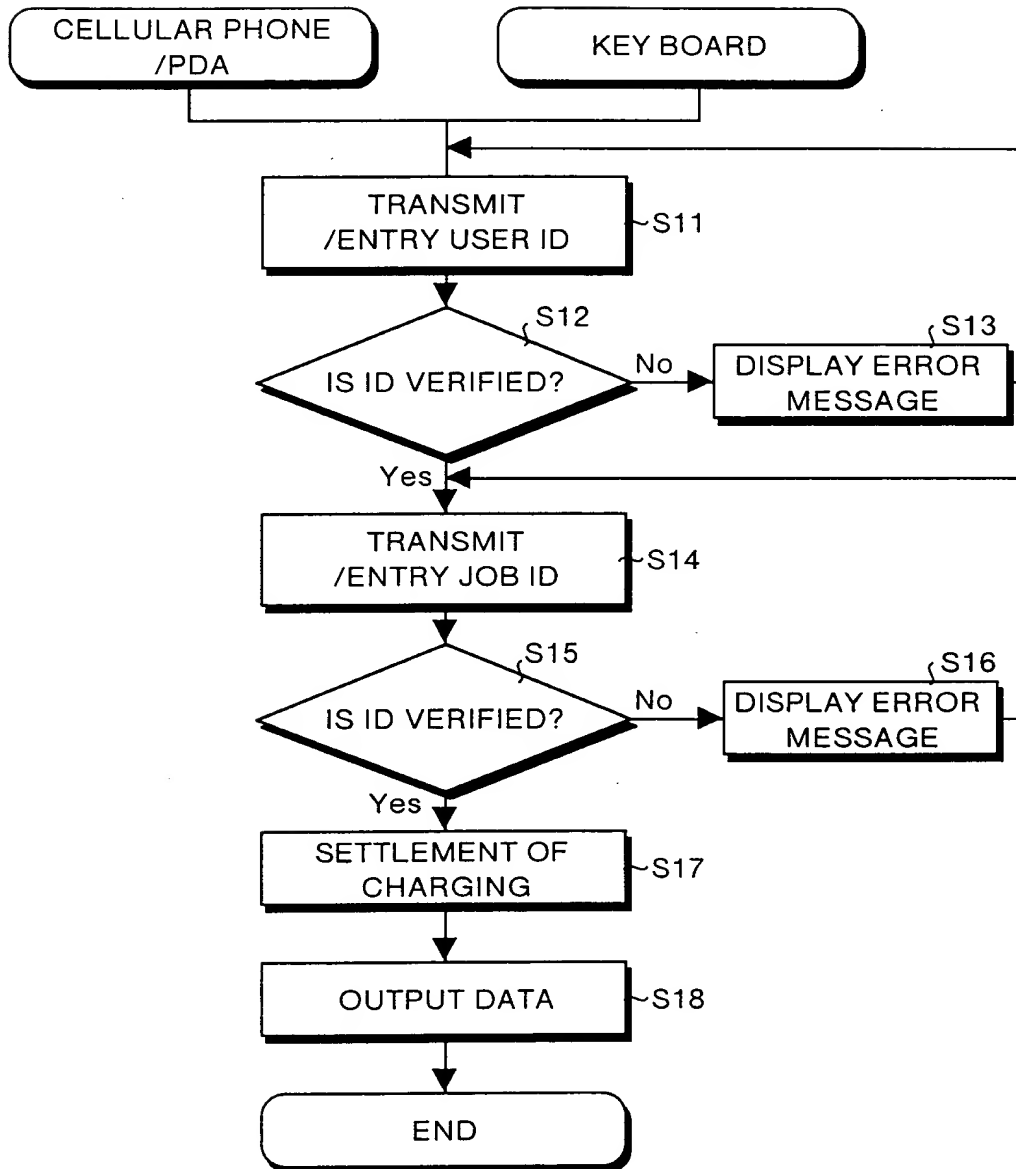 CELLULAR PHONE
/PDA
KEY BOARD
TRANSMIT
/ENTRY USER ID
S11
S12
IS ID VERIFIED?
No
S13
DISPLAY ERROR
MESSAGE
Yes
TRANSMIT
/ENTRY JOB ID
S14
S15
IS ID VERIFIED?
No
S16
DISPLAY ERROR
MESSAGE
Yes
SETTLEMENT OF
CHARGING
S17
OUTPUT DATA
S18
END